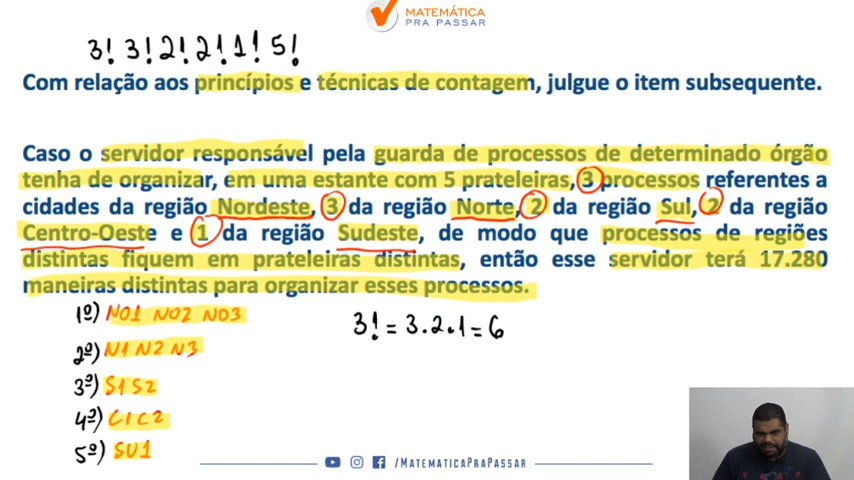 MATEMÁTICA
PRA PASSAR
3! 3! 2! 2! 1! 5!
Com relação aos princípios e técnicas de contagem, julgue o item subsequente.
Caso o servidor responsável pela guarda de processos de determinado órgão
tenha de organizar, em uma estante com 5 prateleiras, 3 processos referentes a
cidades da região Nordeste, 3 da região Norte, 2 da região Sul, 2 da região
Centro-Oeste e 1 da região Sudeste, de modo que processos de regiões
distintas fiquem em prateleiras distintas, então esse servidor terá 17.280
maneiras distintas para organizar esses processos.
1º) NO1 NO2 NO3
3! = 3.2.1 = 6
2º) N1 N2 N3
3º) S1 S2
4º) C1 C2
5º) SU1
/MATEMATICAPRAPASSAR